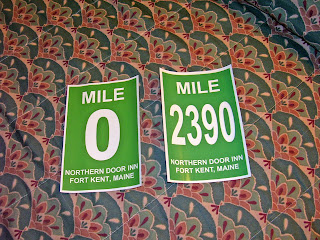 MILE
0
NORTHERN DOOR INN
FORT KENT, MAINE
MILE
2390
NORTHERN DOOR INN
FORT KENT, MAINE